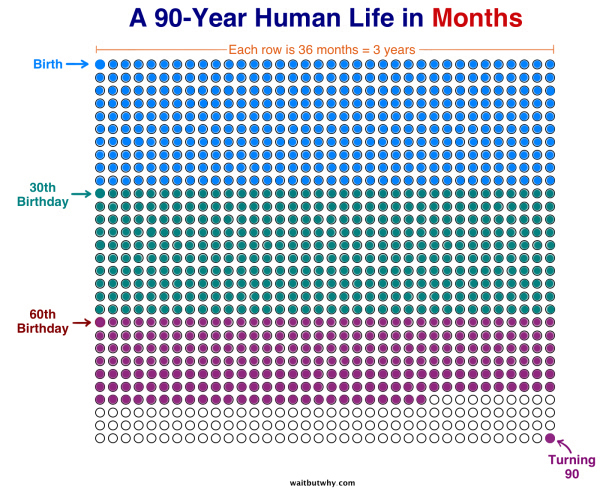 A 90-Year Human Life in Months
Each row is 36 months = 3 years
Birth
30th
Birthday
60th
Birthday
Turning
90
waitbutwhy.com